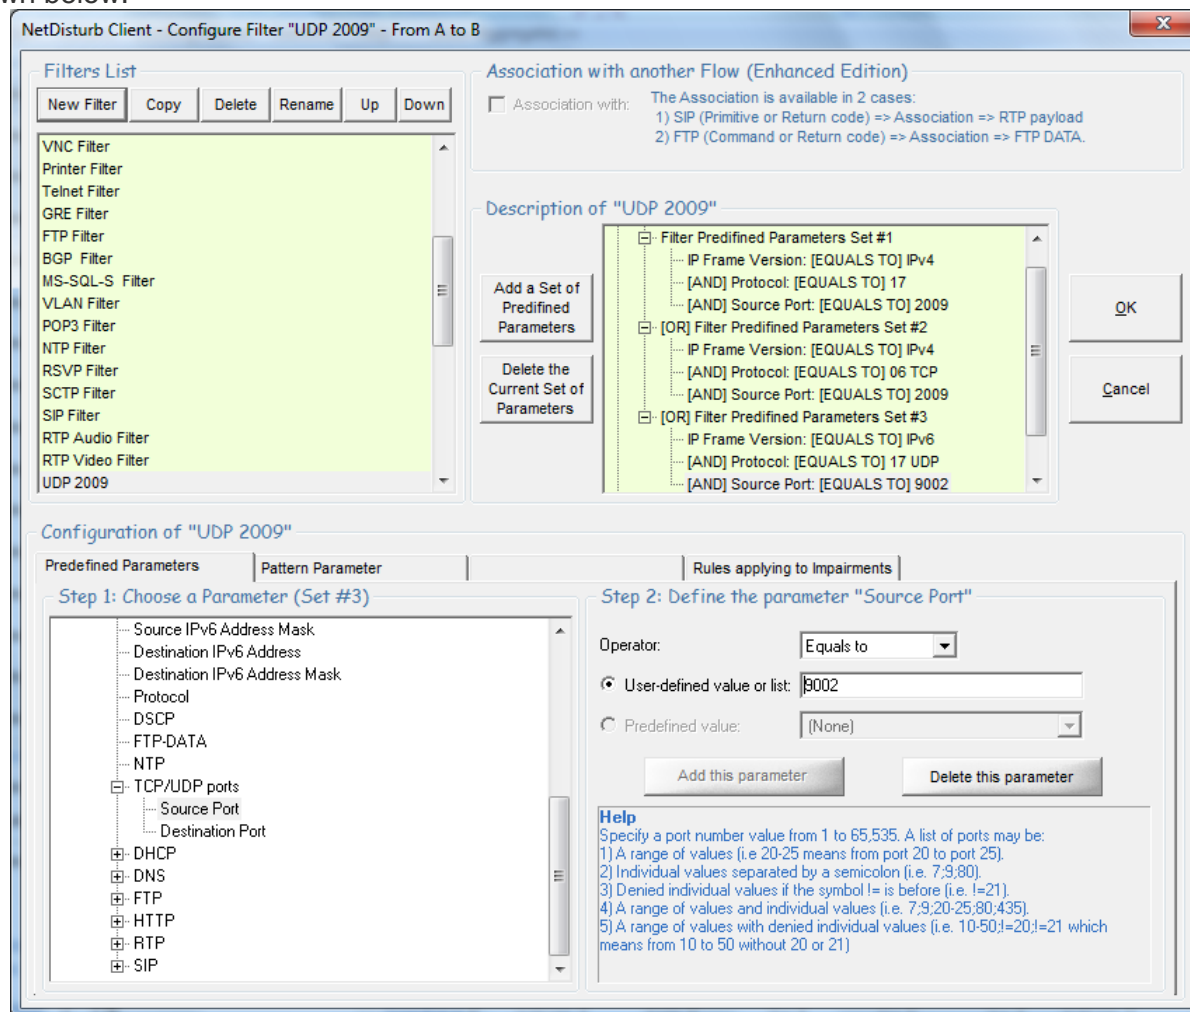 wn below.
NetDisturb Client - Configure Filter "UDP 2009" - From A to B
x
Filters List
New Filter
Copy
Delete
Rename
Up
Down
VNC Filter
Printer Filter
Telnet Filter
GRE Filter
FTP Filter
BGP Filter
MS-SQL-S Filter
VLAN Filter
POP3 Filter
NTP Filter
RSVP Filter
SCTP Filter
SIP Filter
RTP Audio Filter
RTP Video Filter
UDP 2009
Association with another Flow (Enhanced Edition)
Association with:
The Association is available in 2 cases:
1) SIP (Primitive or Return code) => Association => RTP payload
2) FTP (Command or Return code) => Association => FTP DATA.
Description of "UDP 2009"
Add a Set of
Predifined
Parameters
Delete the
Current Set of
Parameters
Filter Predifined Parameters Set #1
IP Frame Version: [EQUALS TO] IPv4
[AND] Protocol: [EQUALS TO] 17
[AND] Source Port: [EQUALS TO] 2009
[OR] Filter Predifined Parameters Set #2
IP Frame Version: [EQUALS TO] IPv4
[AND] Protocol: [EQUALS TO] 06 TCP
[AND] Source Port: [EQUALS TO] 2009
[OR] Filter Predifined Parameters Set #3
IP Frame Version: [EQUALS TO] IPv6
[AND] Protocol: [EQUALS TO] 17 UDP
[AND] Source Port: [EQUALS TO] 9002
OK
Cancel
Configuration of "UDP 2009"
Predefined Parameters
Pattern Parameter
Rules applying to Impairments
Step 1: Choose a Parameter (Set #3)
Source IPv6 Address Mask
Destination IPv6 Address
Destination IPv6 Address Mask
Protocol
DSCP
FTP-DATA
NTP
TCP/UDP ports
Source Port
Destination Port
DHCP
DNS
FTP
HTTP
RTP
SIP
Step 2: Define the parameter "Source Port"
Operator:
Equals to
User-defined value or list:
9002
Predefined value:
(None)
Add this parameter
Delete this parameter
Help
Specify a port number value from 1 to 65,535. A list of ports may be:
1) A range of values (i.e 20-25 means from port 20 to port 25).
2) Individual values separated by a semicolon (i.e. 7;9;80).
3) Denied individual values if the symbol != is before (i.e. !=21).
4) A range of values and individual values (i.e. 7;9;20-25;80;435).
5) A range of values with denied individual values (i.e. 10-50;!=20;!=21 which
means from 10 to 50 without 20 or 21)